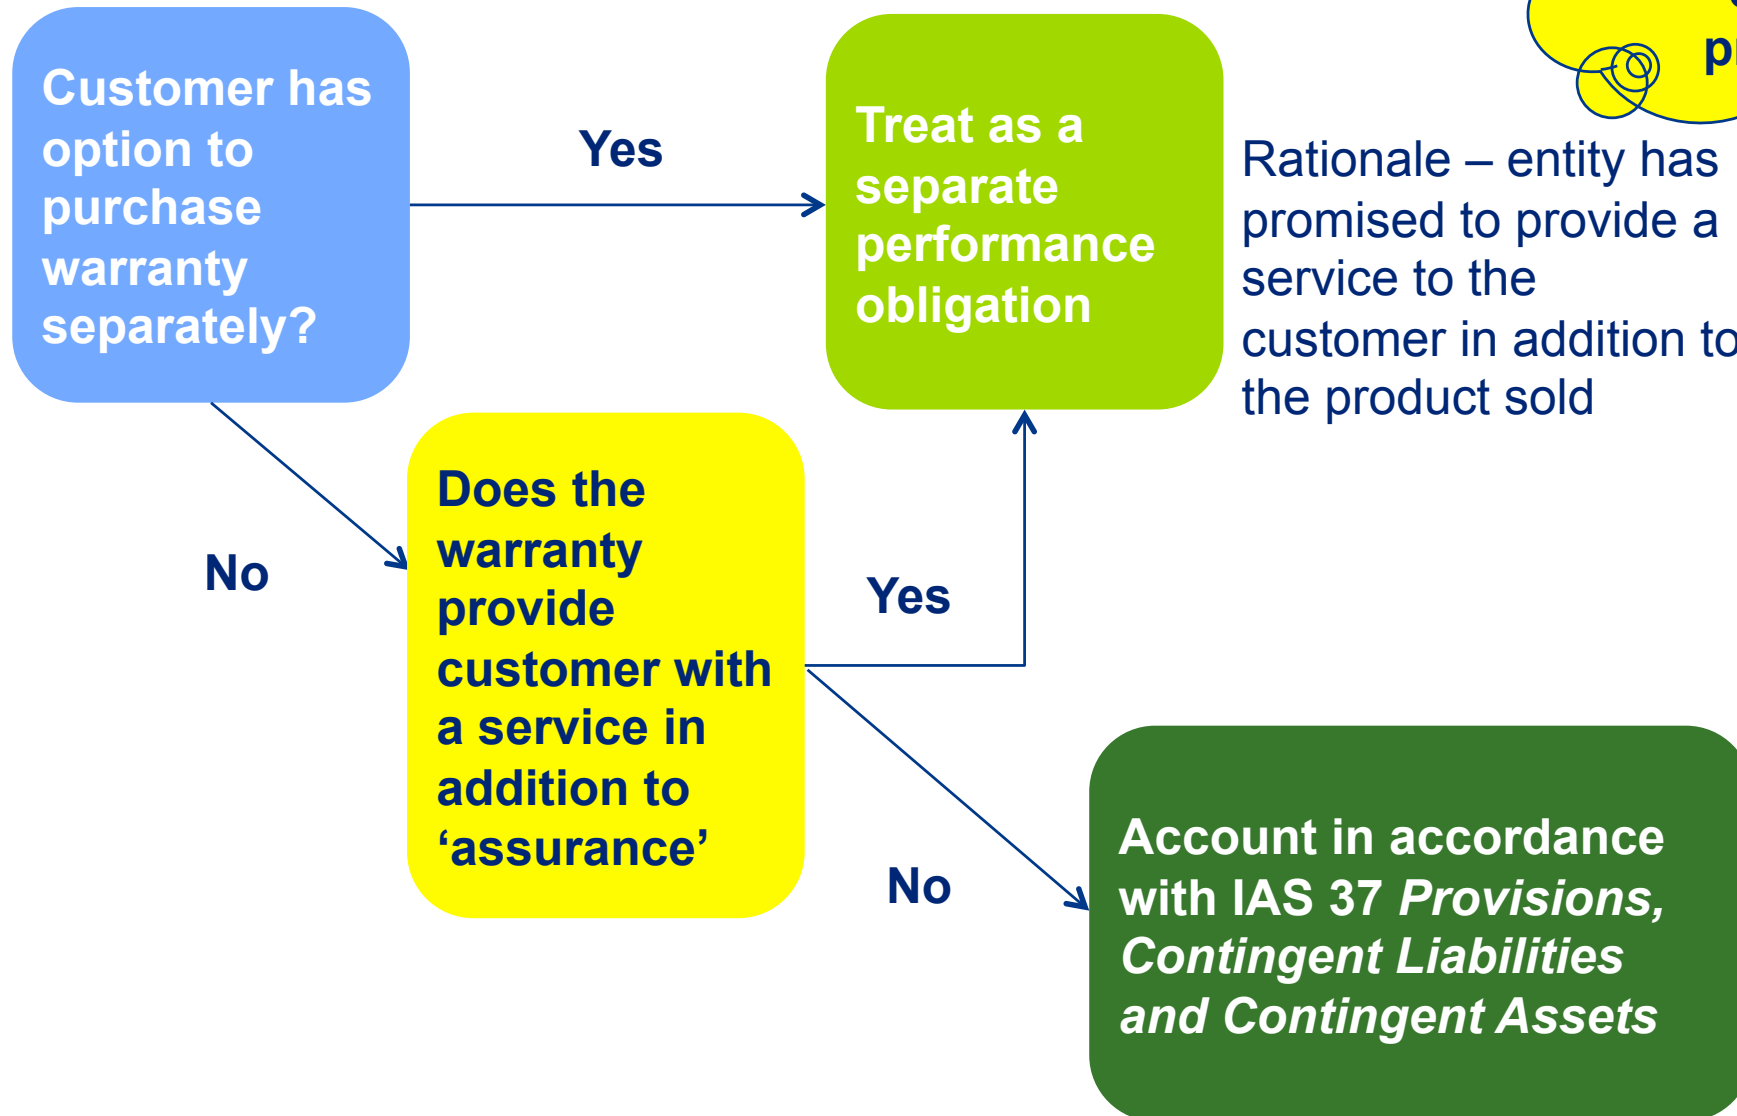 Customer has
option to
purchase
warranty
separately?
Yes
Treat as a
separate
performance
obligation
Rationale – entity has
promised to provide a
service to the
customer in addition to
the product sold
No
Does the
warranty
provide
customer with
a service in
addition to
‘assurance’
Yes
No
Account in accordance
with IAS 37 Provisions,
Contingent Liabilities
and Contingent Assets